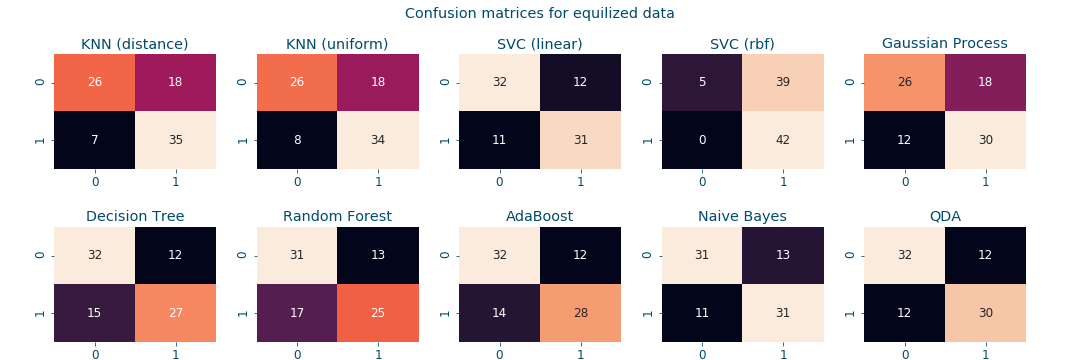 Confusion matrices for equilized data
KNN (distance) KNN (uniform) SVC (linear) SVC (rbf) Gaussian Process
0 26 18 0 26 18 0 32 12 0 5 39 0 26 18
1 7 35 1 8 34 1 11 31 1 0 42 1 12 30
0 1 0 1 0 1 0 1 0 1
Decision Tree Random Forest AdaBoost Naive Bayes QDA
0 32 12 0 31 13 0 32 12 0 31 13 0 32 12
1 15 27 1 17 25 1 14 28 1 11 31 1 12 30
0 1 0 1 0 1 0 1 0 1